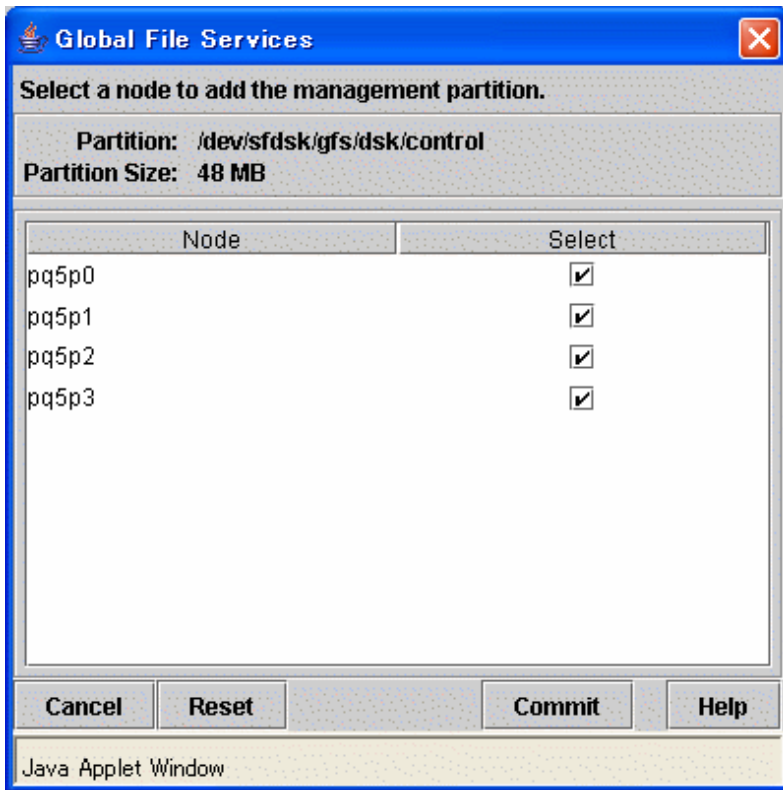 Global File Services
Select a node to add the management partition.
Partition: /dev/sfdsk/gfs/dsk/control
Partition Size: 48 MB
Node Select
pq5p0
pq5p1
pq5p2
pq5p3
Cancel Reset Commit Help
Java Applet Window